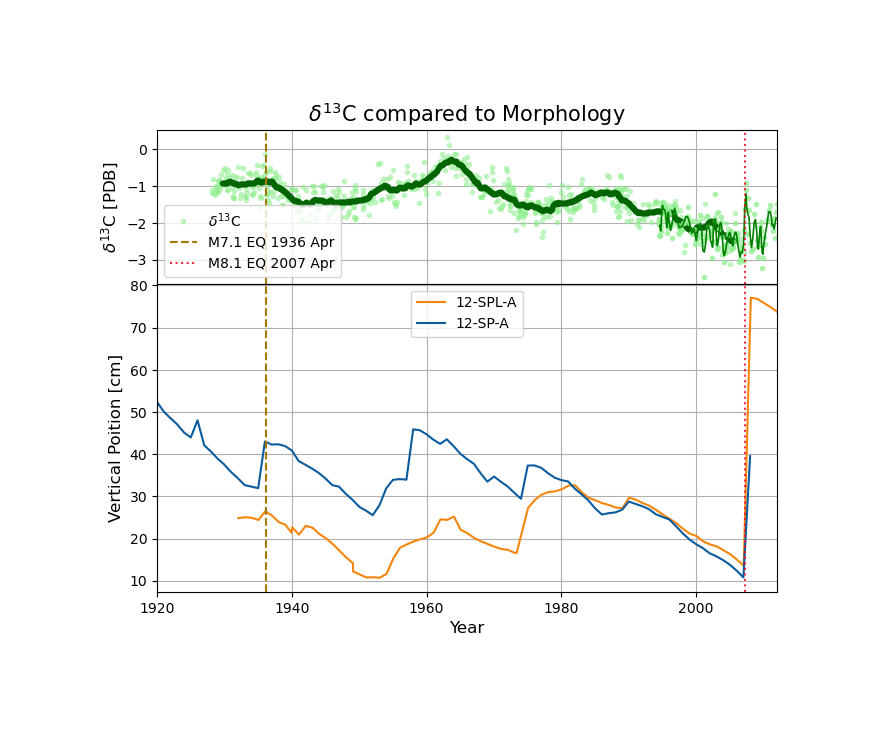 δ¹³C compared to Morphology
0
−1
−2
−3
δ¹³C [PDB]
δ¹³C
M7.1 EQ 1936 Apr
M8.1 EQ 2007 Apr
80
70
60
50
40
30
20
10
Vertical Poition [cm]
12-SPL-A
12-SP-A
1920
1940
1960
1980
2000
Year